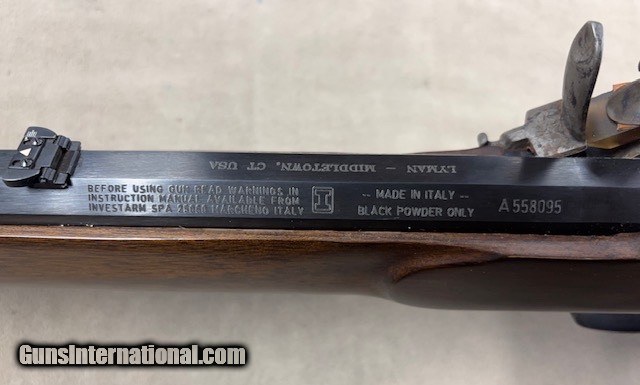 LYMAN - MIDDLETOWN, CT USA
BEFORE USING GUN READ WARNINGS IN
INSTRUCTION MANUAL AVAILABLE FROM
INVESTARM SPA 25060 MARCHENO ITALY
-- MADE IN ITALY --
BLACK POWDER ONLY
A 558095
GunsInternational.com